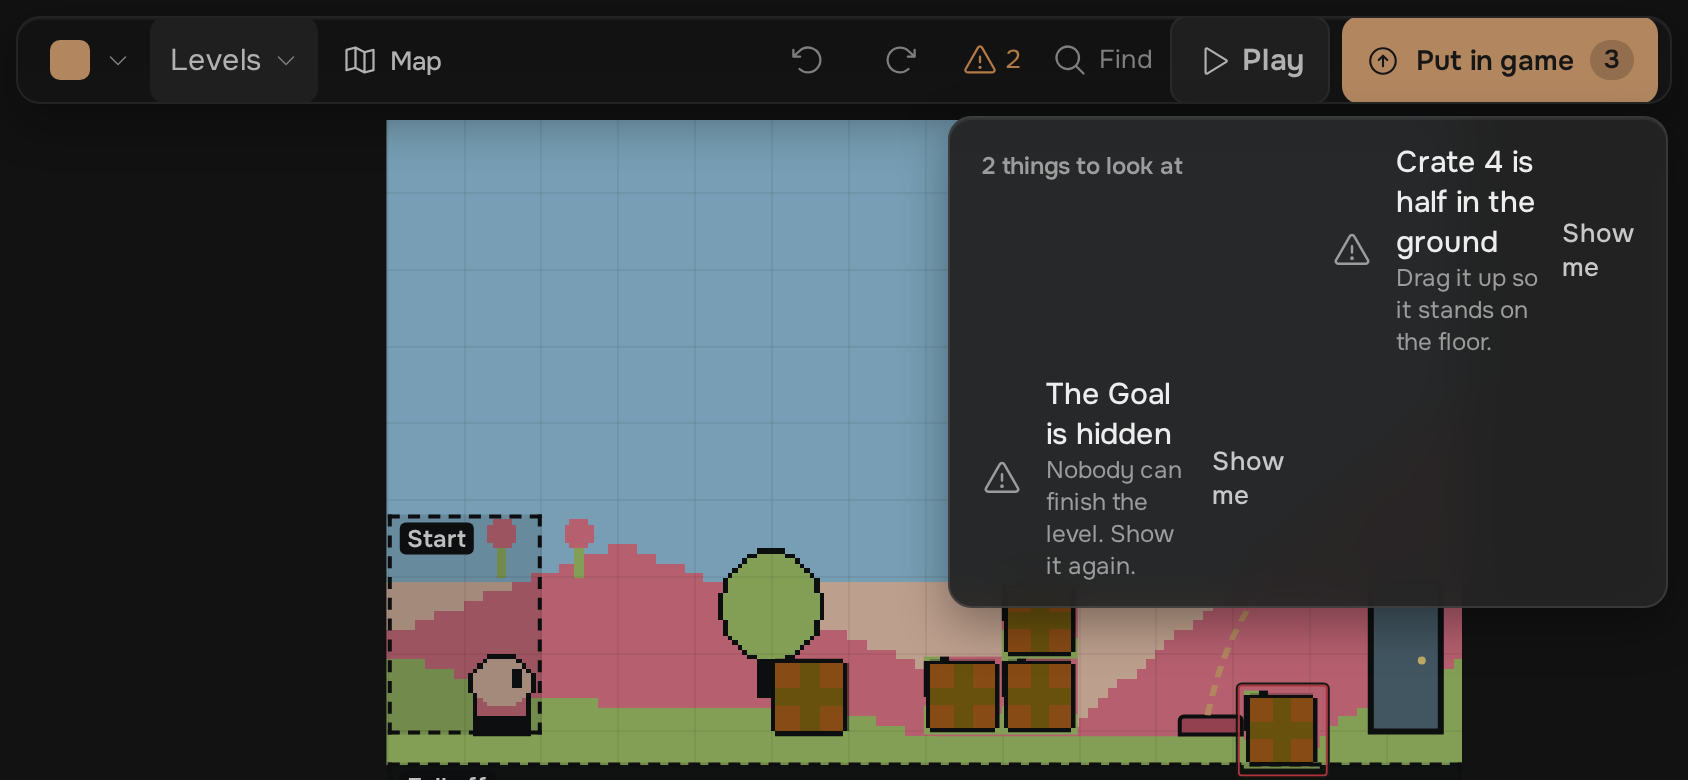 Levels
Map
2
Find
Play
Put in game
3
2 things to look at
Crate 4 is
half in the
ground
Drag it up so
it stands on
the floor.
Show
me
The Goal
is hidden
Nobody can
finish the
level. Show
it again.
Show
me
Start